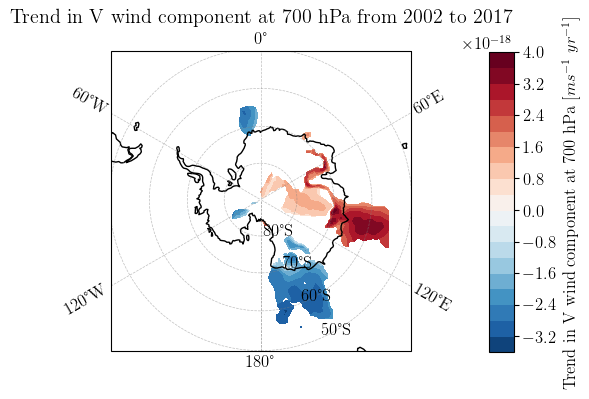 Trend in V wind component at 700 hPa from 2002 to 2017
0°
×10⁻¹⁸
60°W
60°E
4.0
3.2
2.4
1.6
0.8
0.0
−0.8
−1.6
−2.4
−3.2
Trend in V wind component at 700 hPa [ms⁻¹ yr⁻¹]
80°S
70°S
60°S
50°S
120°W
120°E
180°